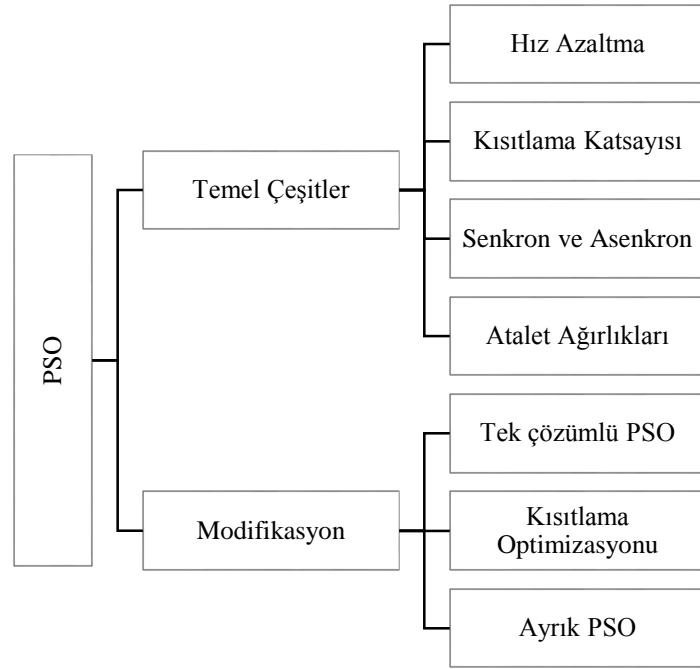 PSO
Temel Çeşitler
Hız Azaltma
Kısıtlama Katsayısı
Senkron ve Asenkron
Atalet Ağırlıkları
Modifikasyon
Tek çözümlü PSO
Kısıtlama
Optimizasyonu
Ayrık PSO